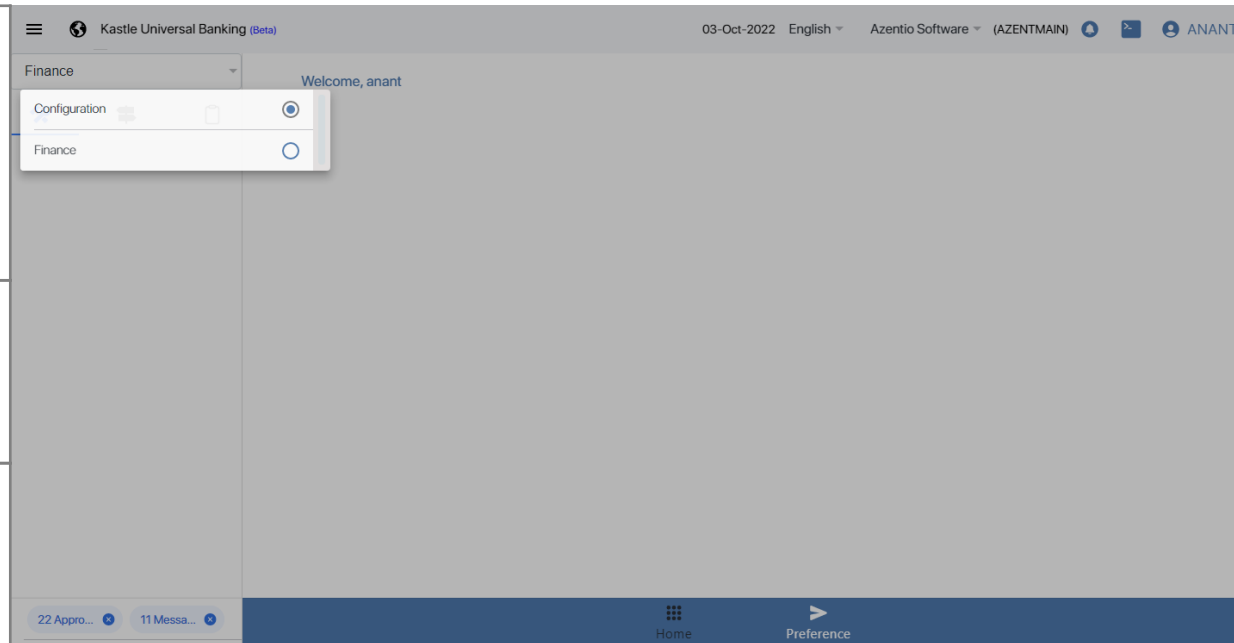 Kastle Universal Banking (Beta)
03-Oct-2022 English Azentio Software (AZENTMAIN) ANANT
Finance
Welcome, anant
Configuration
Finance
22 Appro... 11 Messa...
Home Preference